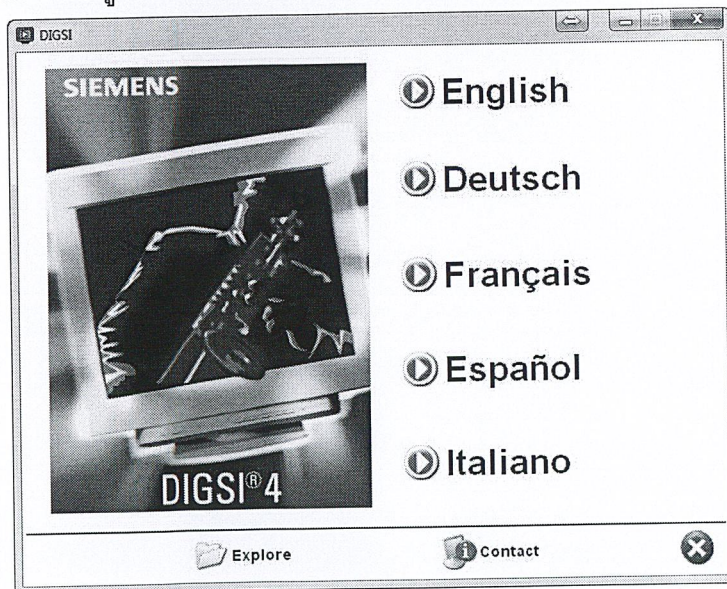 DIGSI
SIEMENS
DIGSI®4
English
Deutsch
Français
Español
Italiano
Explore
Contact